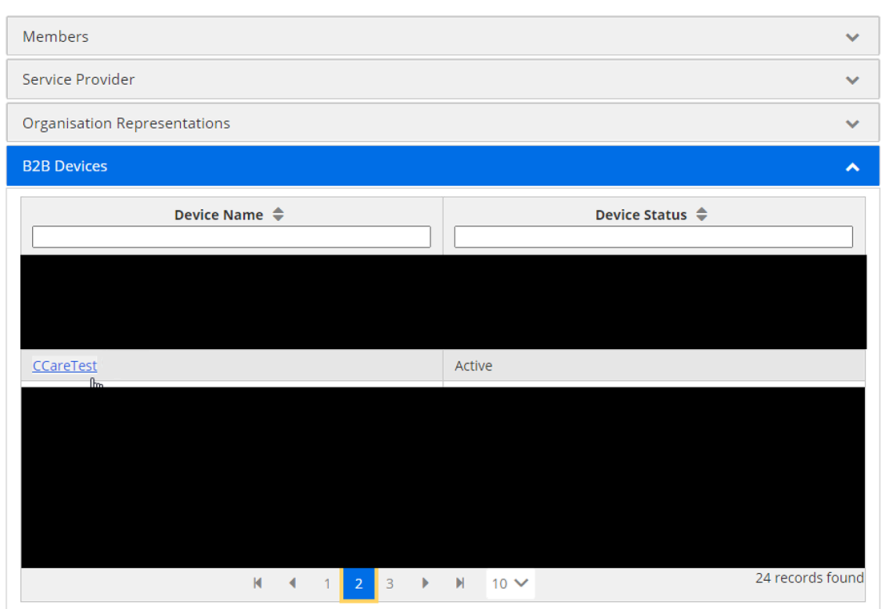 Members
Service Provider
Organisation Representations
B2B Devices
Device Name Device Status
CCareTest Active
1 2 3 10 24 records found